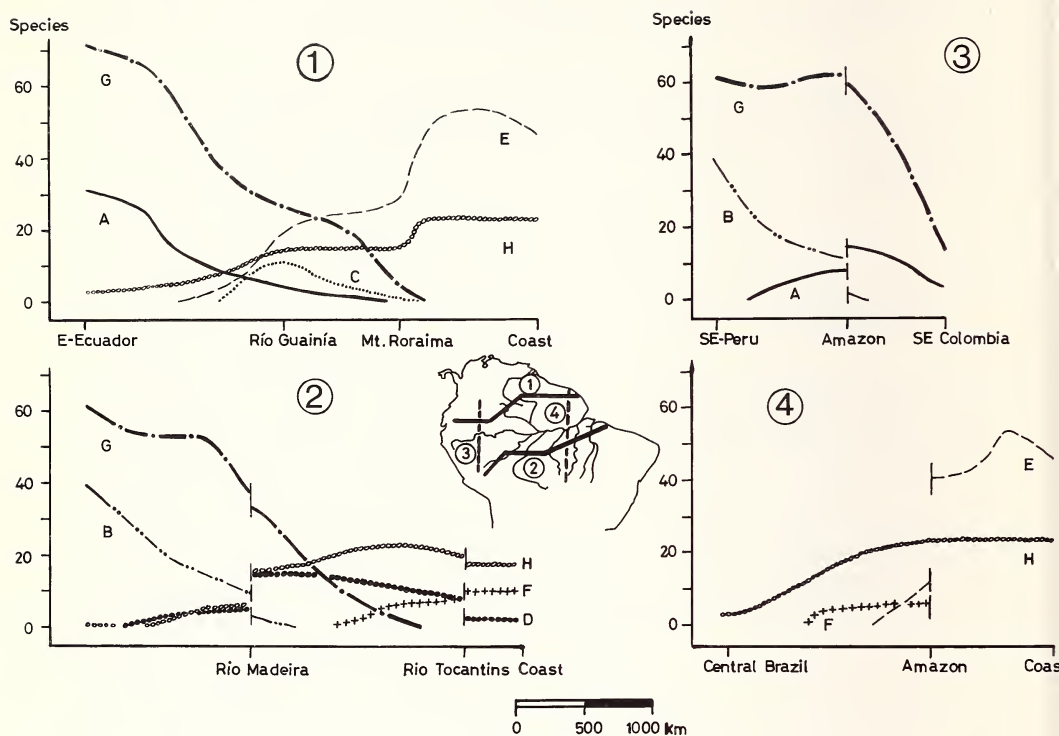 Species
①
60
40
20
0
G
A
E
H
C
E-Ecuador Río Guainía Mt. Roraima Coast
Species
③
60
40
20
0
G
B
A
SE-Peru Amazon SE Colombia
②
60
40
20
0
G
B
H
F
D
Río Madeira Rio Tocantins Coast
①
④
③
②
④
60
40
20
0
E
H
F
Central Brazil Amazon Coas
0 500 1000 km